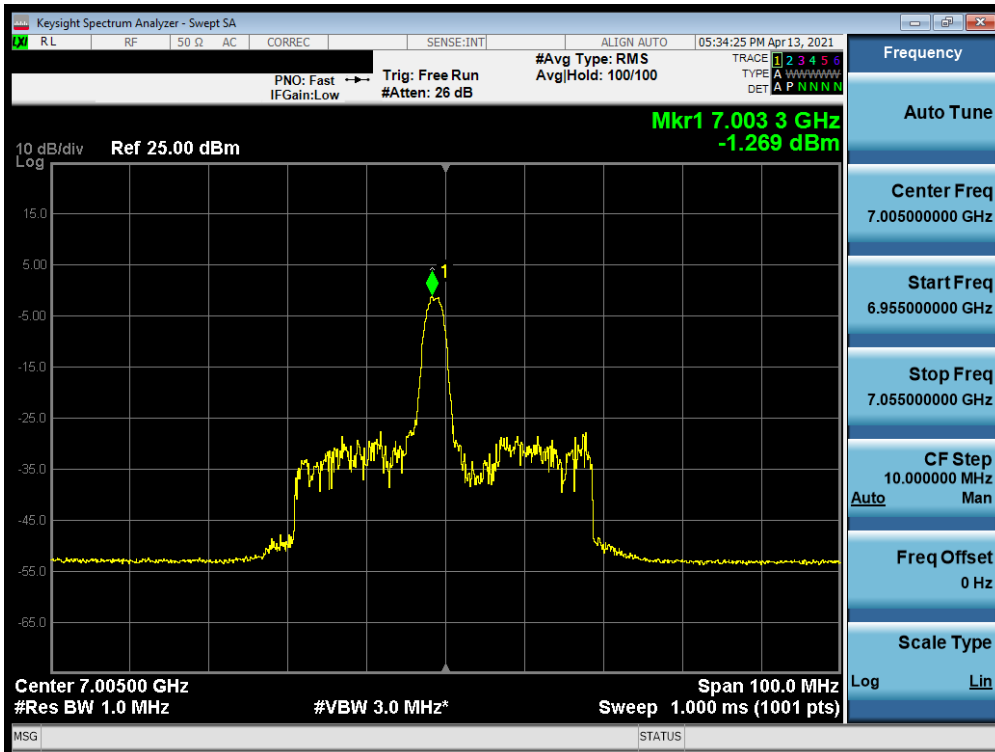 Keysight Spectrum Analyzer - Swept SA
LXI RL RF 50 Ω AC CORREC SENSE:INT ALIGN AUTO 05:34:25 PM Apr 13, 2021
PNO: Fast
IFGain:Low
Trig: Free Run
#Atten: 26 dB
#Avg Type: RMS
Avg|Hold: 100/100
TRACE 1 2 3 4 5 6
TYPE A WWWWW
DET A P N N N N
Mkr1 7.003 3 GHz
-1.269 dBm
10 dB/div
Log
Ref 25.00 dBm
15.0
5.00
-5.00
-15.0
-25.0
-35.0
-45.0
-55.0
-65.0
1
Center 7.00500 GHz
#Res BW 1.0 MHz
#VBW 3.0 MHz*
Span 100.0 MHz
Sweep 1.000 ms (1001 pts)
MSG
STATUS
Frequency
Auto Tune
Center Freq
7.005000000 GHz
Start Freq
6.955000000 GHz
Stop Freq
7.055000000 GHz
CF Step
10.000000 MHz
Auto Man
Freq Offset
0 Hz
Scale Type
Log Lin